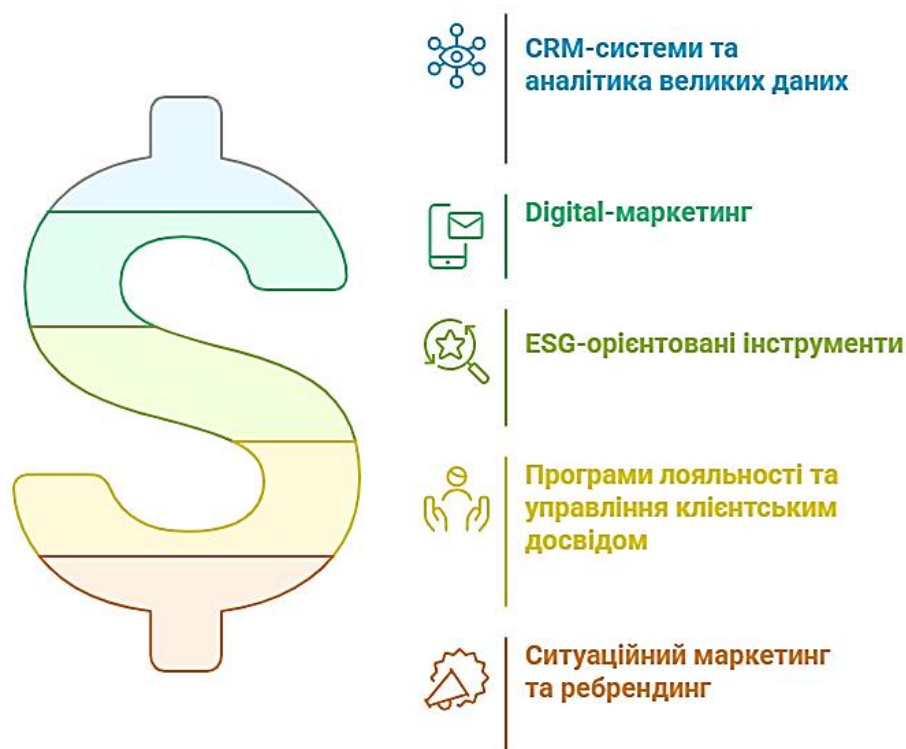 CRM-системи та
аналітика великих даних
Digital-маркетинг
ESG-орієнтовані інструменти
Програми лояльності та
управління клієнтським
досвідом
Ситуаційний маркетинг
та ребрендинг